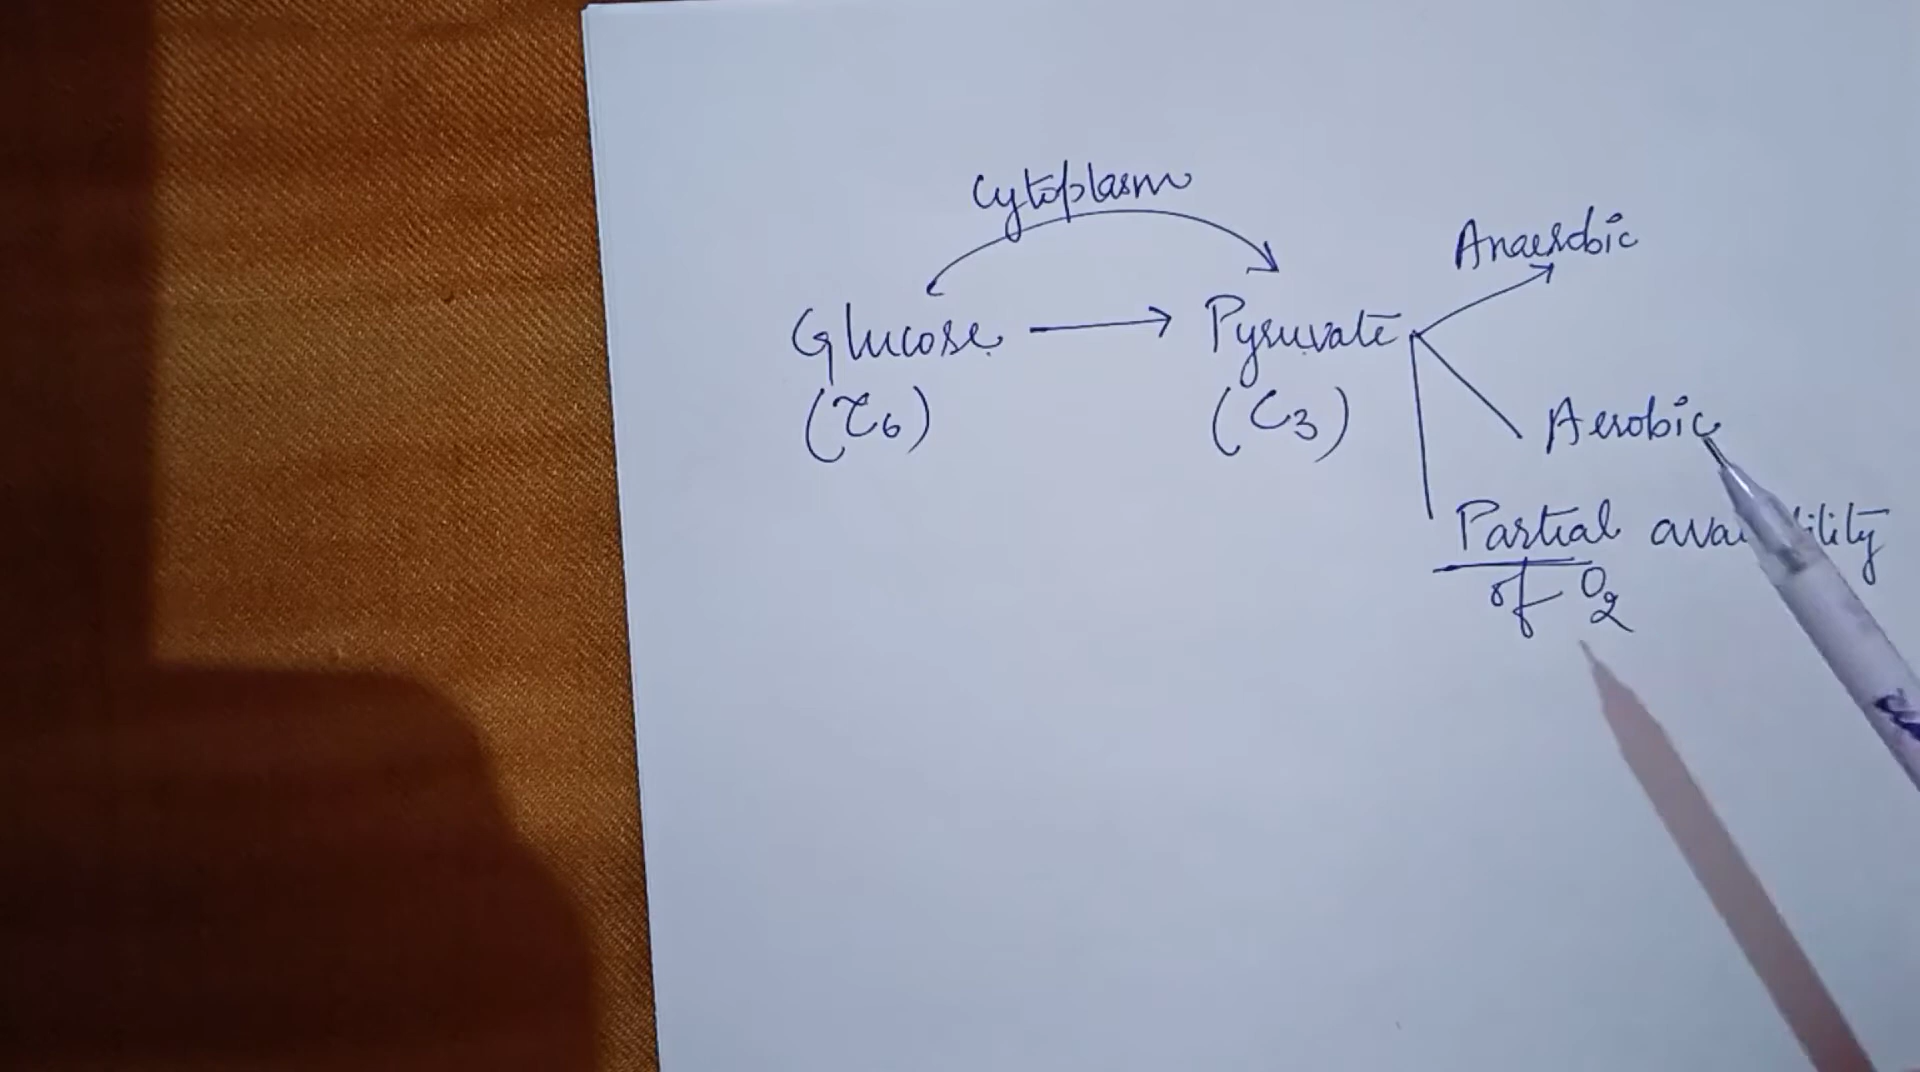 Cytoplasm
Anaerobic
Glucose → Pyruvate
(C6) (C3)
Aerobic
Partial
of O2